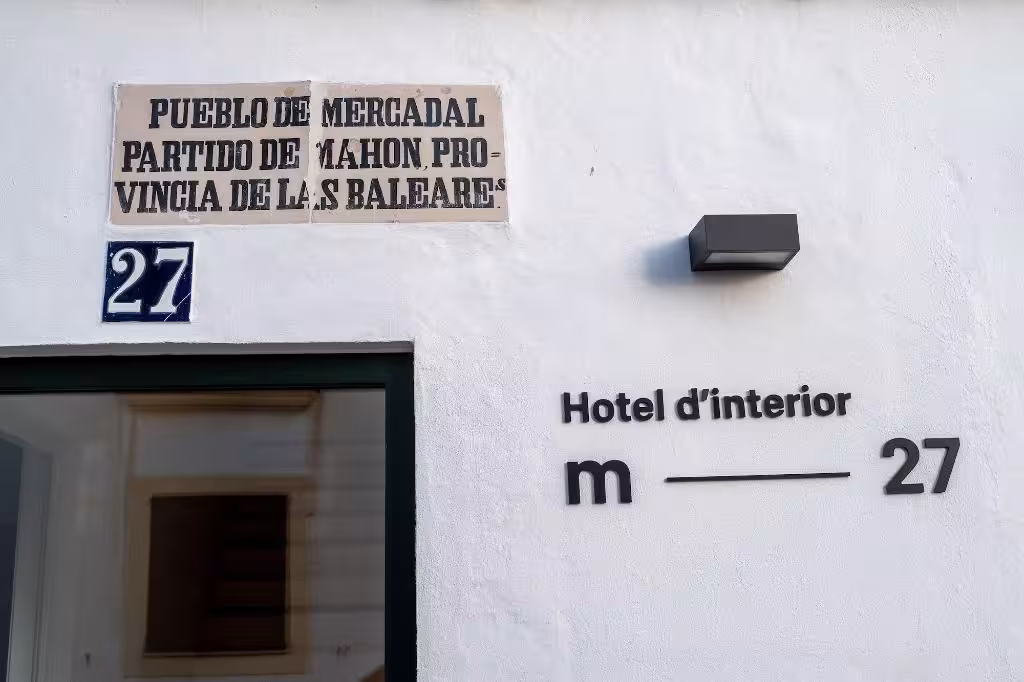 PUEBLO DE MERCADAL
PARTIDO DE MAHON, PRO=
VINCIA DE LAS BALEARES.
27
Hotel d'interior
m — 27